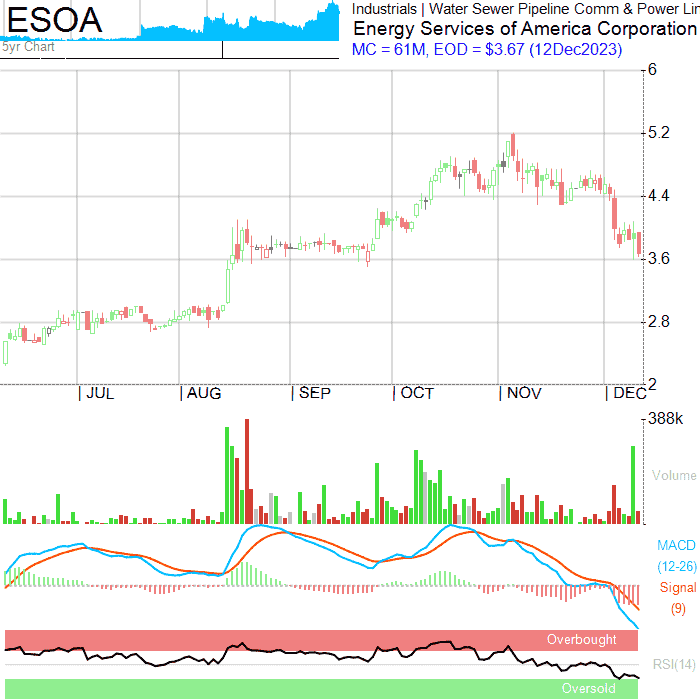 ESOA
5yr Chart
Industrials | Water Sewer Pipeline Comm & Power Lin
Energy Services of America Corporation
MC = 61M, EOD = $3.67 (12Dec2023)
6
5.2
4.4
3.6
2.8
2
JUL
AUG
SEP
OCT
NOV
DEC
388k
Volume
MACD
(12-26)
Signal
(9)
Overbought
RSI(14)
Oversold